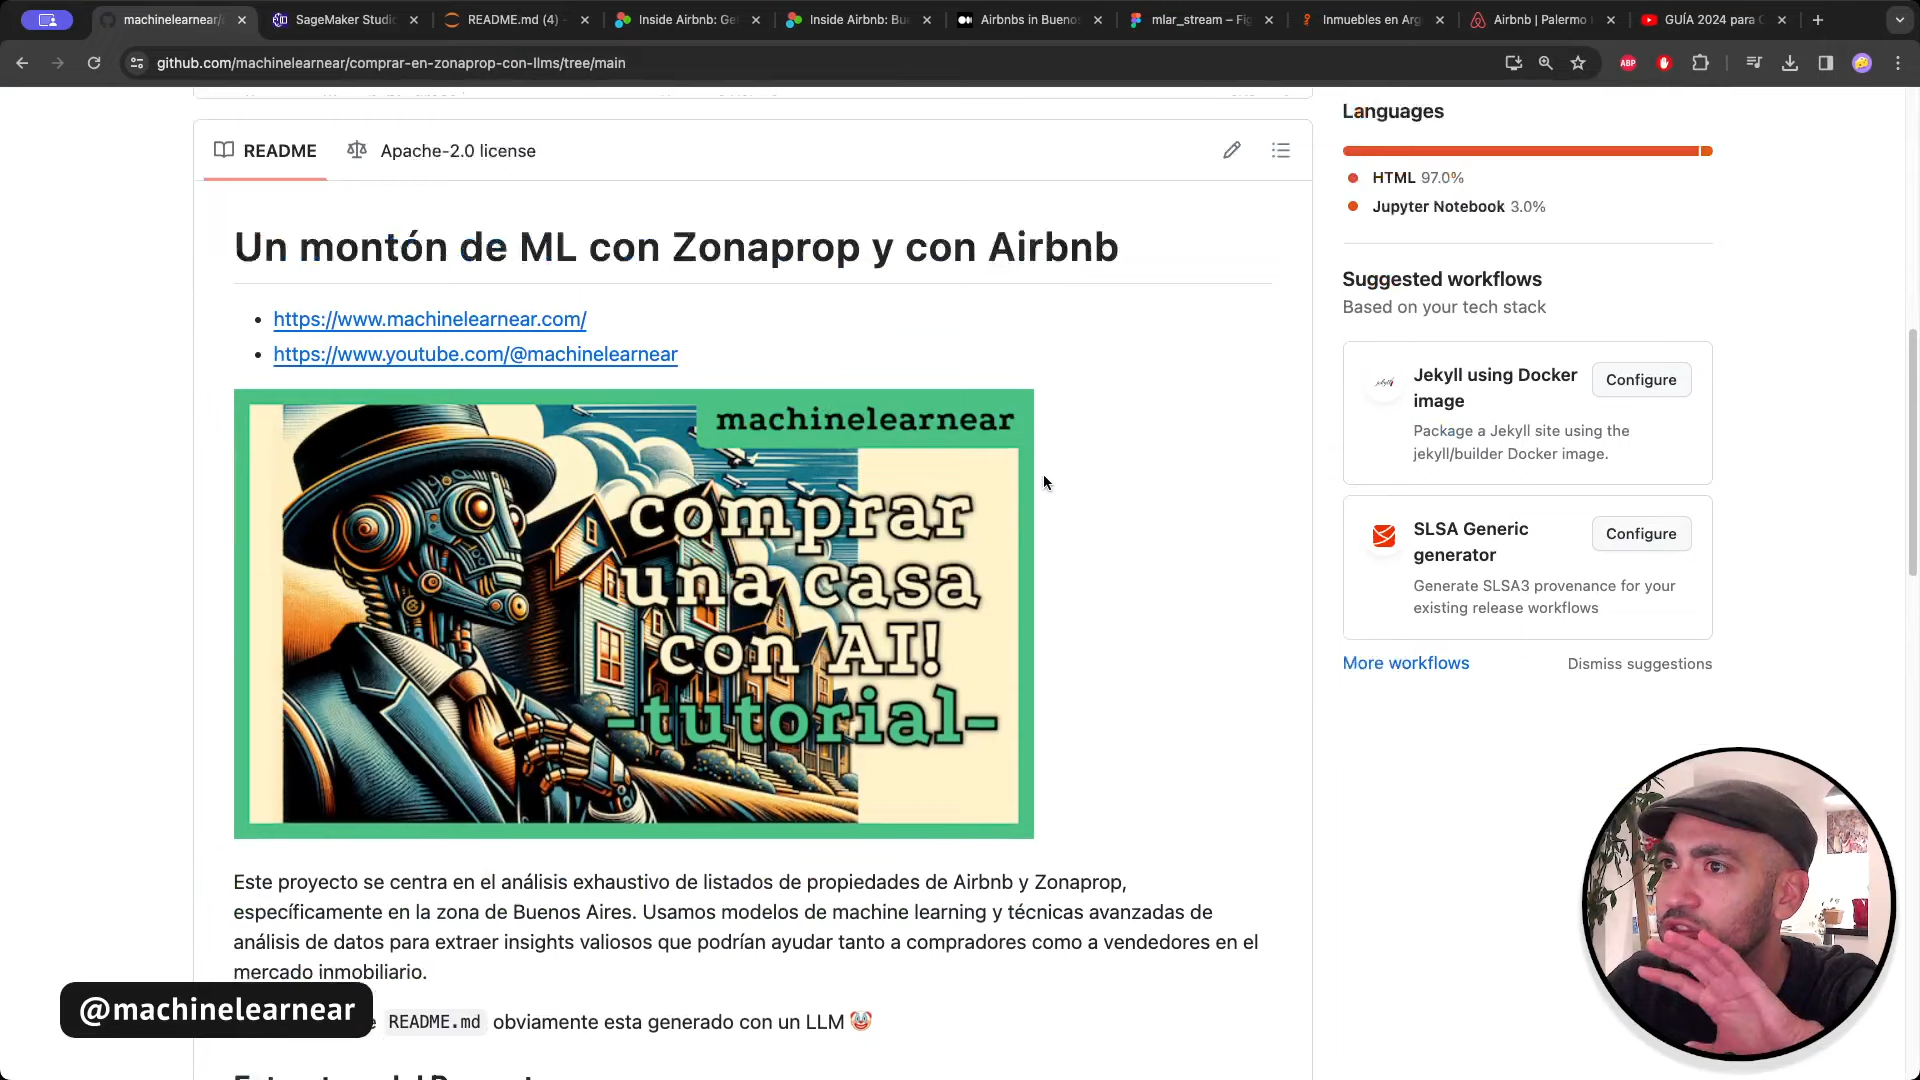 machinelearnear/
SageMaker Studio
README.md (4)
Inside Airbnb: Ge
Inside Airbnb: Bu
Airbnbs in Buenos
mlar_stream – Fig
Inmuebles en Arg
Airbnb | Palermo
GUÍA 2024 para
github.com/machinelearnear/comprar-en-zonaprop-con-llms/tree/main
ABP
README
Apache-2.0 license
Un montón de ML con Zonaprop y con Airbnb
https://www.machinelearnear.com/
https://www.youtube.com/@machinelearnear
machinelearnear
comprar
una casa
con AI!
-tutorial-
Este proyecto se centra en el análisis exhaustivo de listados de propiedades de Airbnb y Zonaprop,
específicamente en la zona de Buenos Aires. Usamos modelos de machine learning y técnicas avanzadas de
análisis de datos para extraer insights valiosos que podrían ayudar tanto a compradores como a vendedores en el
mercado inmobiliario.
README.md obviamente esta generado con un LLM 🤡
@machinelearnear
Languages
HTML 97.0%
Jupyter Notebook 3.0%
Suggested workflows
Based on your tech stack
Jekyll using Docker
image
Configure
Package a Jekyll site using the
jekyll/builder Docker image.
SLSA Generic
generator
Configure
Generate SLSA3 provenance for your
existing release workflows
More workflows
Dismiss suggestions